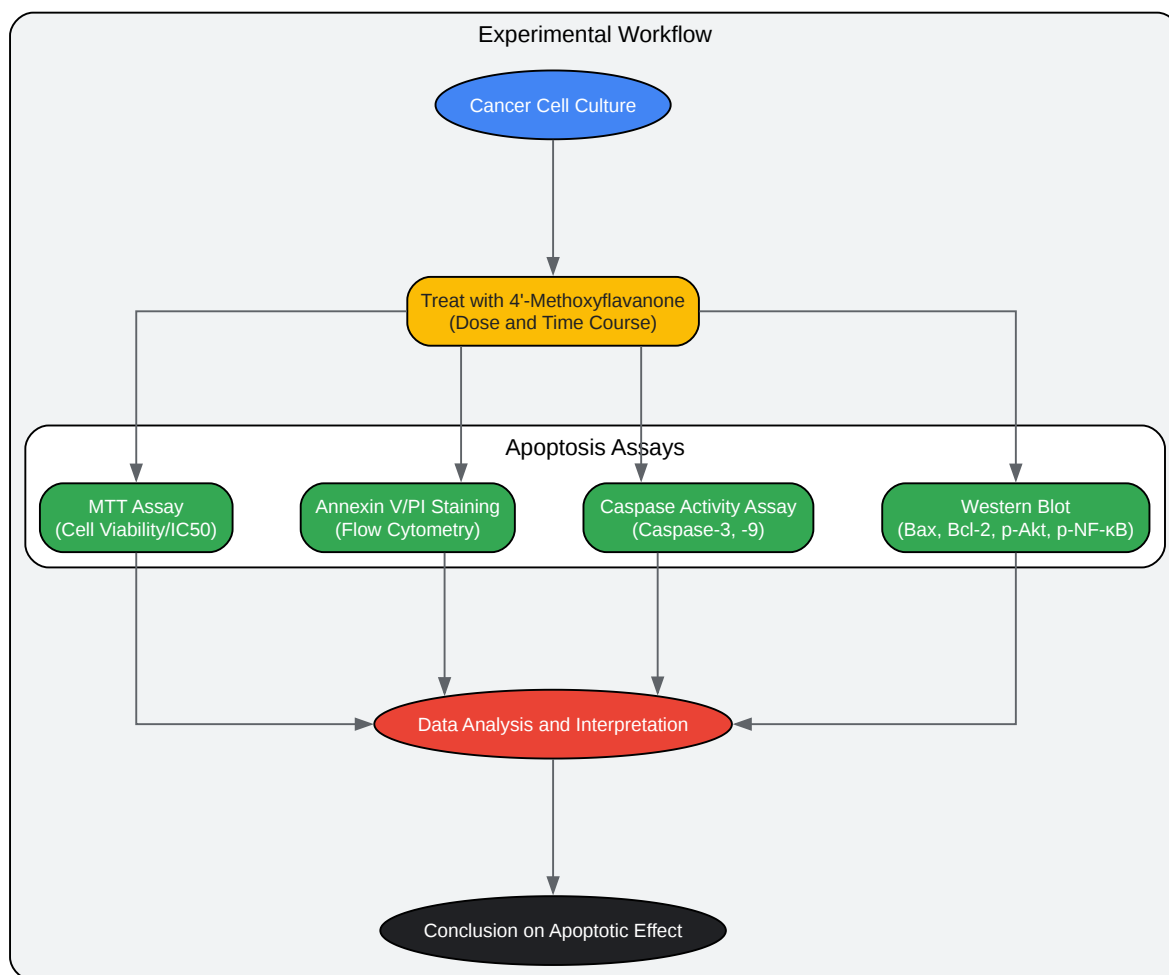 Experimental Workflow
Cancer Cell Culture
Treat with 4'-Methoxyflavanone
(Dose and Time Course)
Apoptosis Assays
MTT Assay
(Cell Viability/IC50)
Annexin V/PI Staining
(Flow Cytometry)
Caspase Activity Assay
(Caspase-3, -9)
Western Blot
(Bax, Bcl-2, p-Akt, p-NF-κB)
Data Analysis and Interpretation
Conclusion on Apoptotic Effect